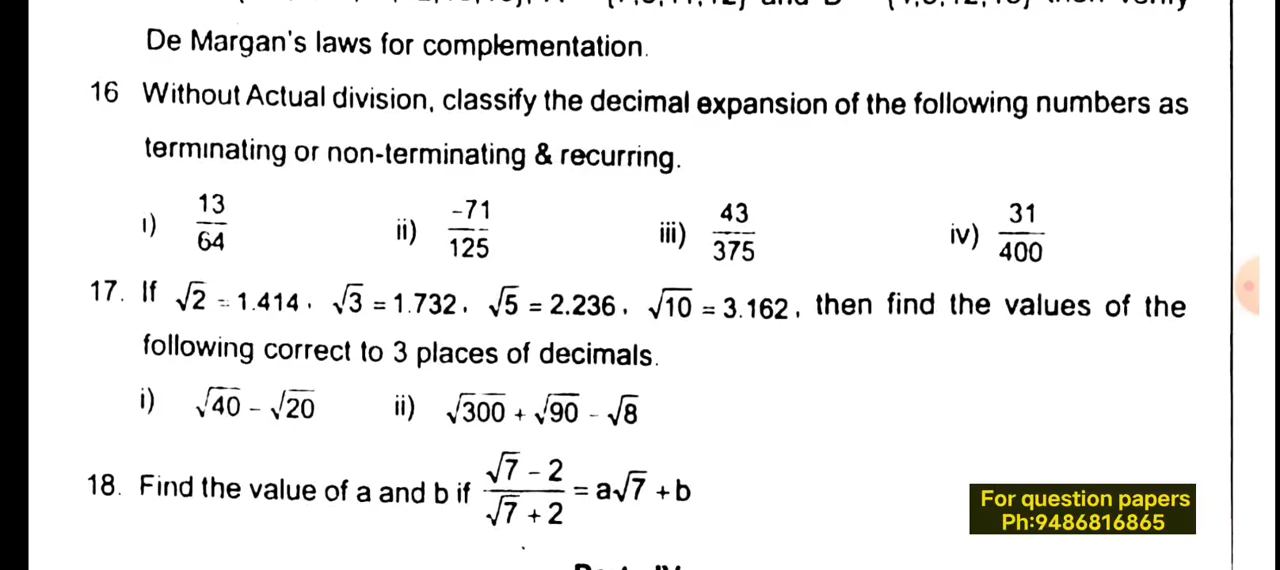 De Margan's laws for complementation.
16 Without Actual division, classify the decimal expansion of the following numbers as
terminating or non-terminating & recurring.
i) 13/64 ii) -71/125 iii) 43/375 iv) 31/400
17. If √2 = 1.414, √3 = 1.732, √5 = 2.236, √10 = 3.162, then find the values of the
following correct to 3 places of decimals.
i) √40 - √20 ii) √300 + √90 - √8
18. Find the value of a and b if (√7 - 2)/(√7 + 2) = a√7 + b
For question papers
Ph:9486816865